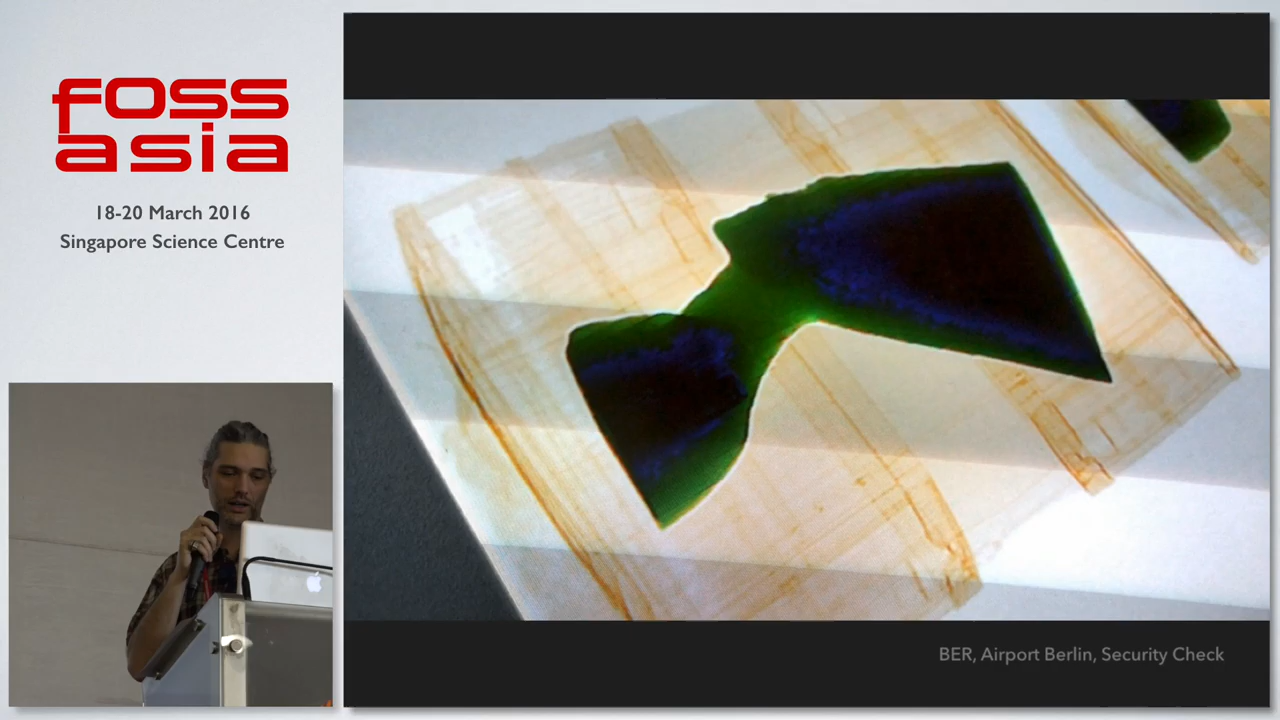 foss
asia
18-20 March 2016
Singapore Science Centre
BER, Airport Berlin, Security Check